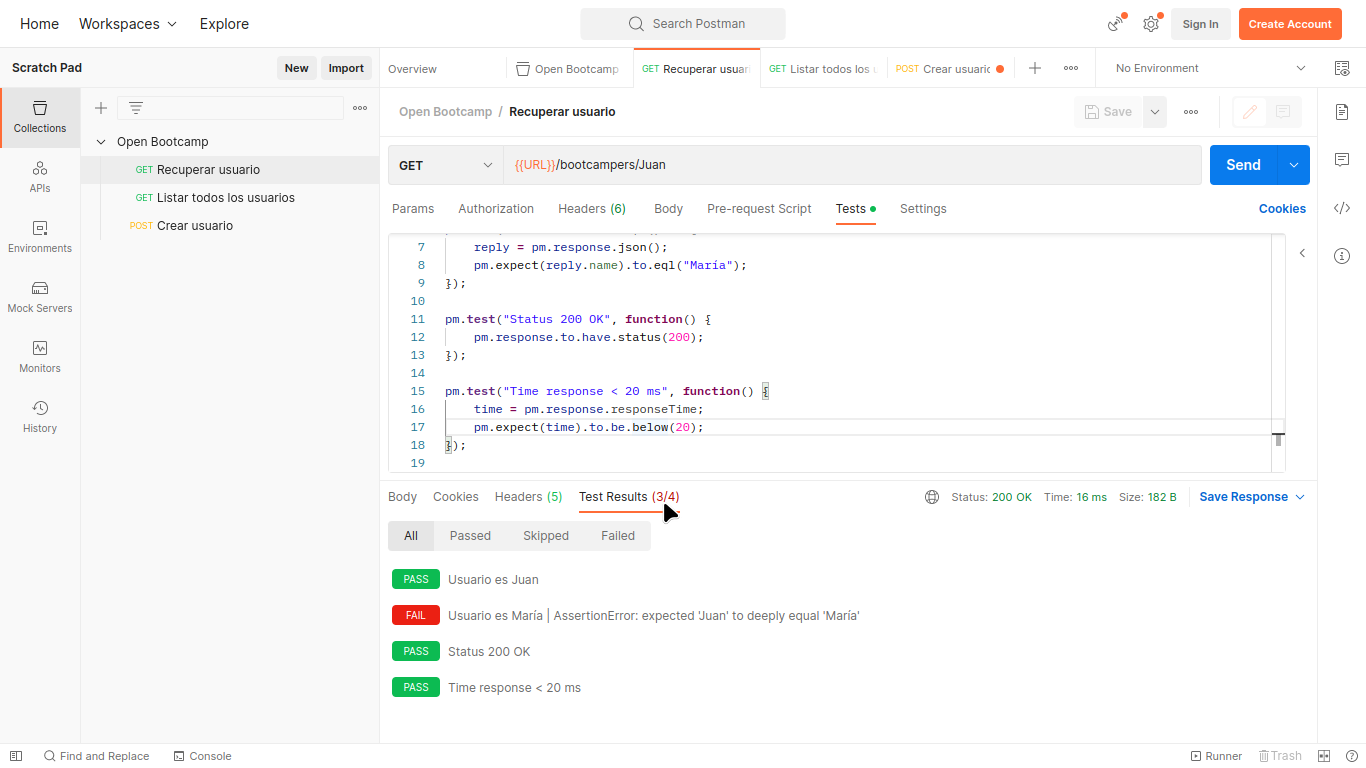 Home Workspaces Explore Search Postman Sign In Create Account
Scratch Pad New Import
Overview Open Bootcamp GET Recuperar usuar GET Listar todos los u POST Crear usuario No Environment
Collections
APIs
Environments
Mock Servers
Monitors
History
Open Bootcamp
GET Recuperar usuario
GET Listar todos los usuarios
POST Crear usuario
Open Bootcamp / Recuperar usuario Save
GET {{URL}}/bootcampers/Juan Send
Params Authorization Headers (6) Body Pre-request Script Tests Settings Cookies
7 reply = pm.response.json();
8 pm.expect(reply.name).to.eql("María");
9 });
10
11 pm.test("Status 200 OK", function() {
12 pm.response.to.have.status(200);
13 });
14
15 pm.test("Time response < 20 ms", function() {
16 time = pm.response.responseTime;
17 pm.expect(time).to.be.below(20);
18 });
19
Body Cookies Headers (5) Test Results (3/4) Status: 200 OK Time: 16 ms Size: 182 B Save Response
All Passed Skipped Failed
PASS Usuario es Juan
FAIL Usuario es María | AssertionError: expected 'Juan' to deeply equal 'María'
PASS Status 200 OK
PASS Time response < 20 ms
Find and Replace Console Runner Trash